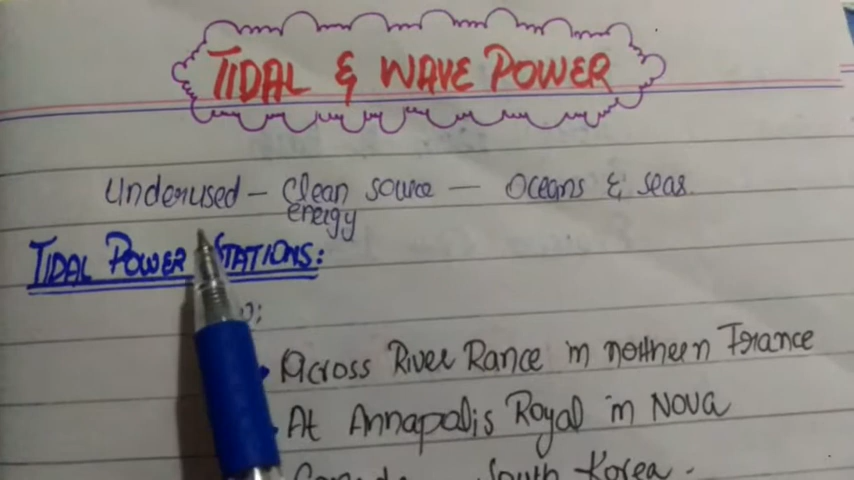 TIDAL & WAVE POWER
Underused - Clean source - Oceans & seas.
energy
TIDAL POWER STATIONS:
Across River Rance in northern France
At Annapolis Royal in Nova
South Korea.